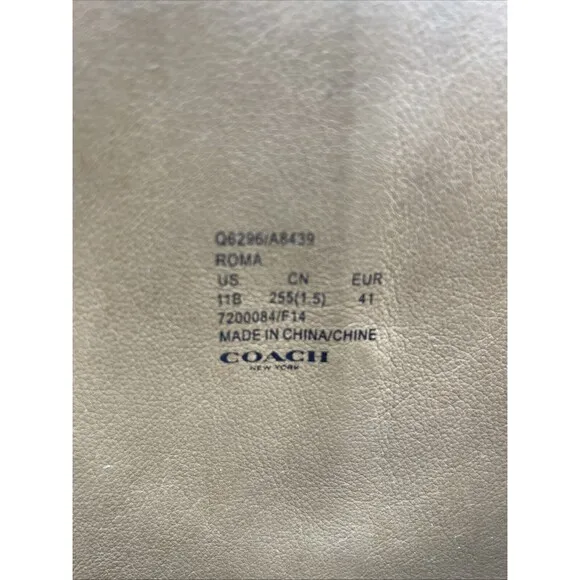 Q6296/A8439
ROMA
US CN EUR
11B 255(1.5) 41
7200084/F14
MADE IN CHINA/CHINE
COACH
NEW YORK